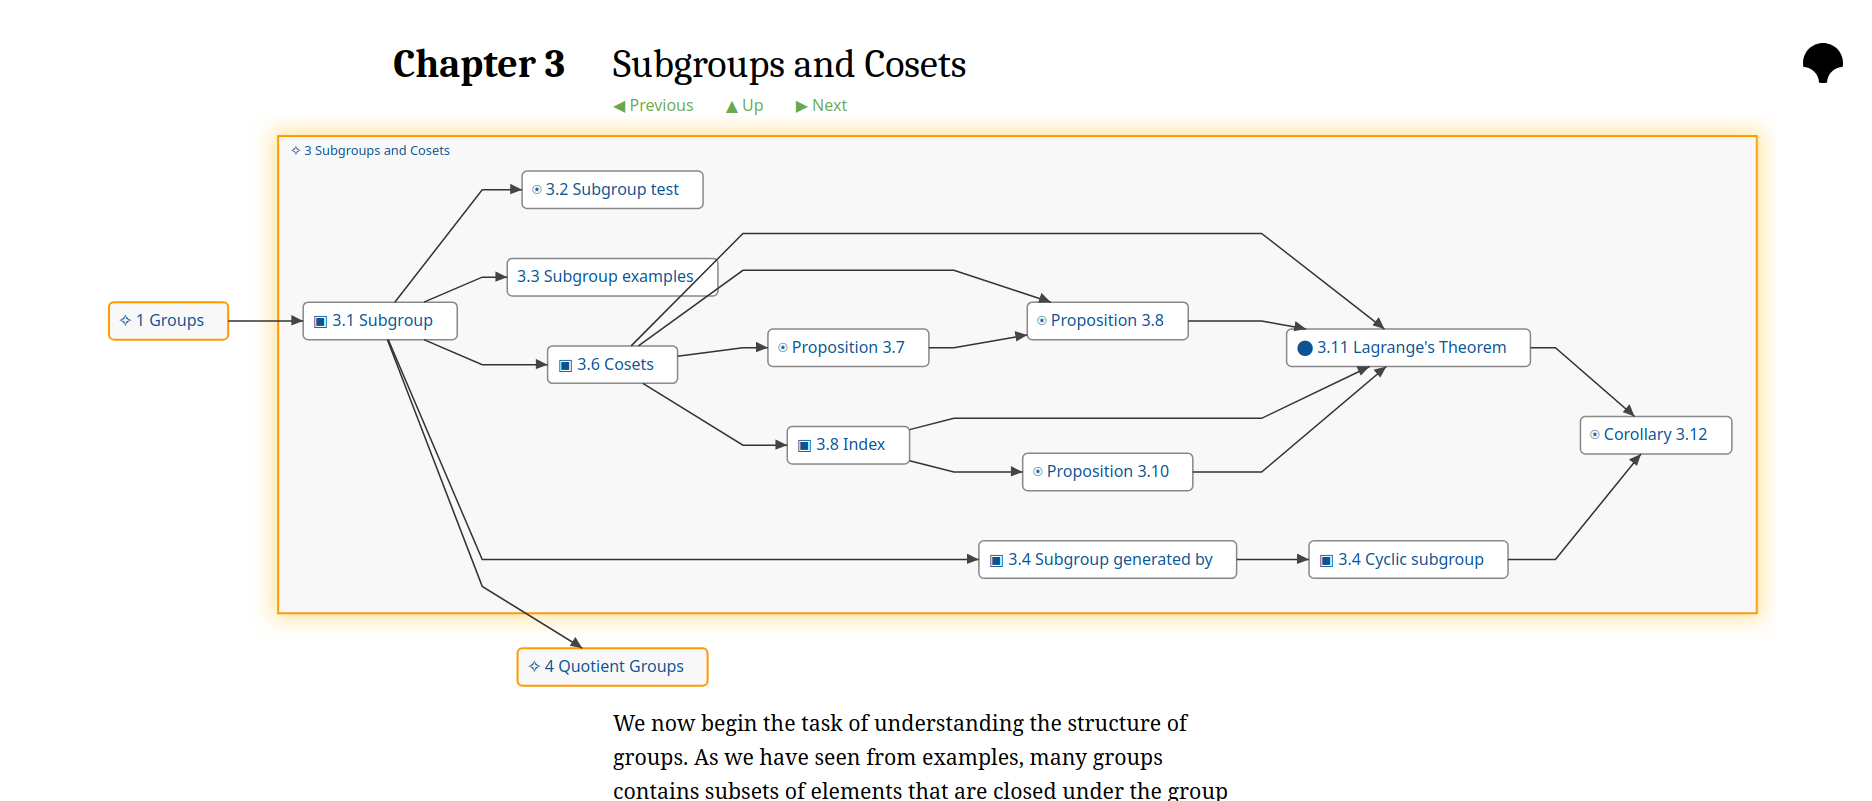 Chapter 3 Subgroups and Cosets
◀ Previous ▲ Up ▶ Next
✧ 3 Subgroups and Cosets
3.2 Subgroup test
3.3 Subgroup examples
✧ 1 Groups
▣ 3.1 Subgroup
Proposition 3.8
Proposition 3.7
3.11 Lagrange's Theorem
▣ 3.6 Cosets
Corollary 3.12
▣ 3.8 Index
Proposition 3.10
▣ 3.4 Subgroup generated by
▣ 3.4 Cyclic subgroup
✧ 4 Quotient Groups
We now begin the task of understanding the structure of
groups. As we have seen from examples, many groups
contains subsets of elements that are closed under the group